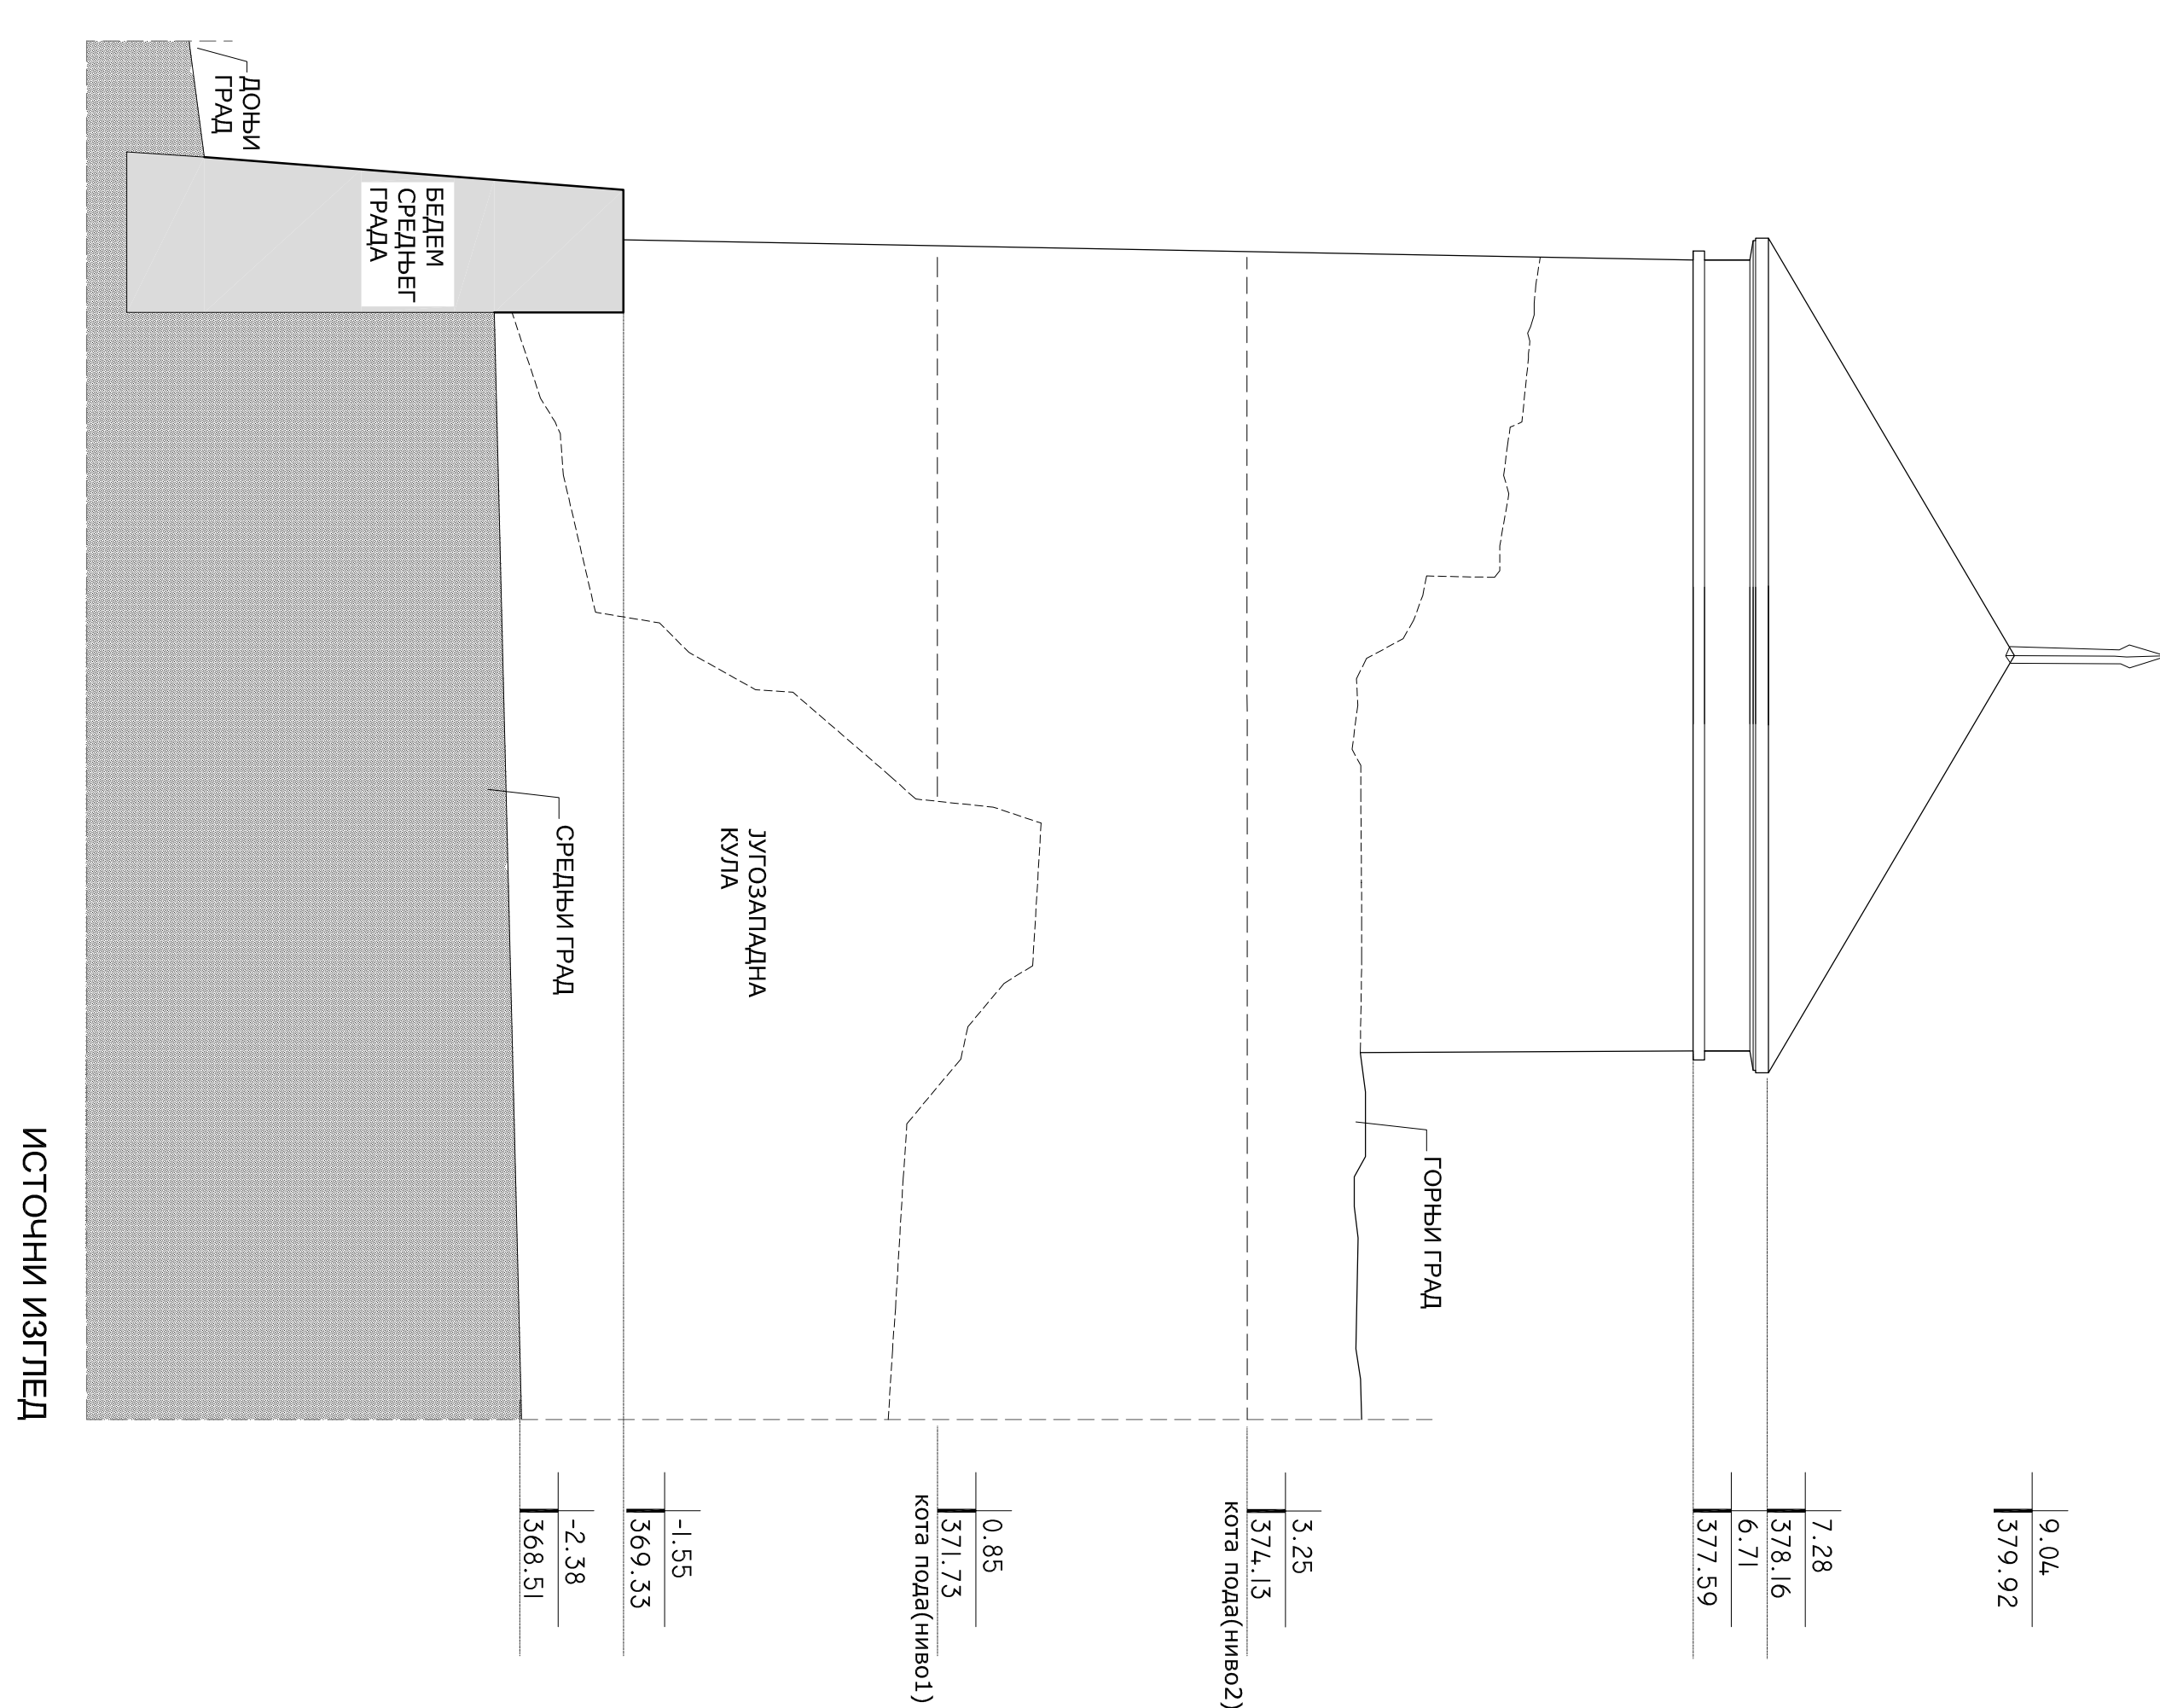 9.04
379.92
7.28
378.16
6.71
377.59
ГОРЊИ ГРАД
3.25
374.13
кота пода(ниво2)
0.85
371.73
кота пода(ниво1)
ЈУГОЗАПАДНА
КУЛА
-1.55
369.33
СРЕДЊИ ГРАД
-2.38
368.51
БЕДЕМ
СРЕДЊЕГ
ГРАДА
ДОЊИ
ГРАД
ИСТОЧНИ ИЗГЛЕД